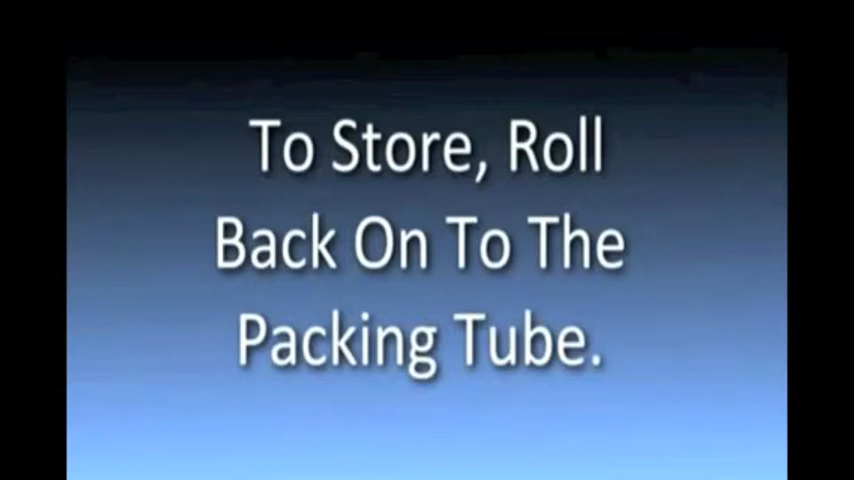 To Store, Roll
Back On To The
Packing Tube.